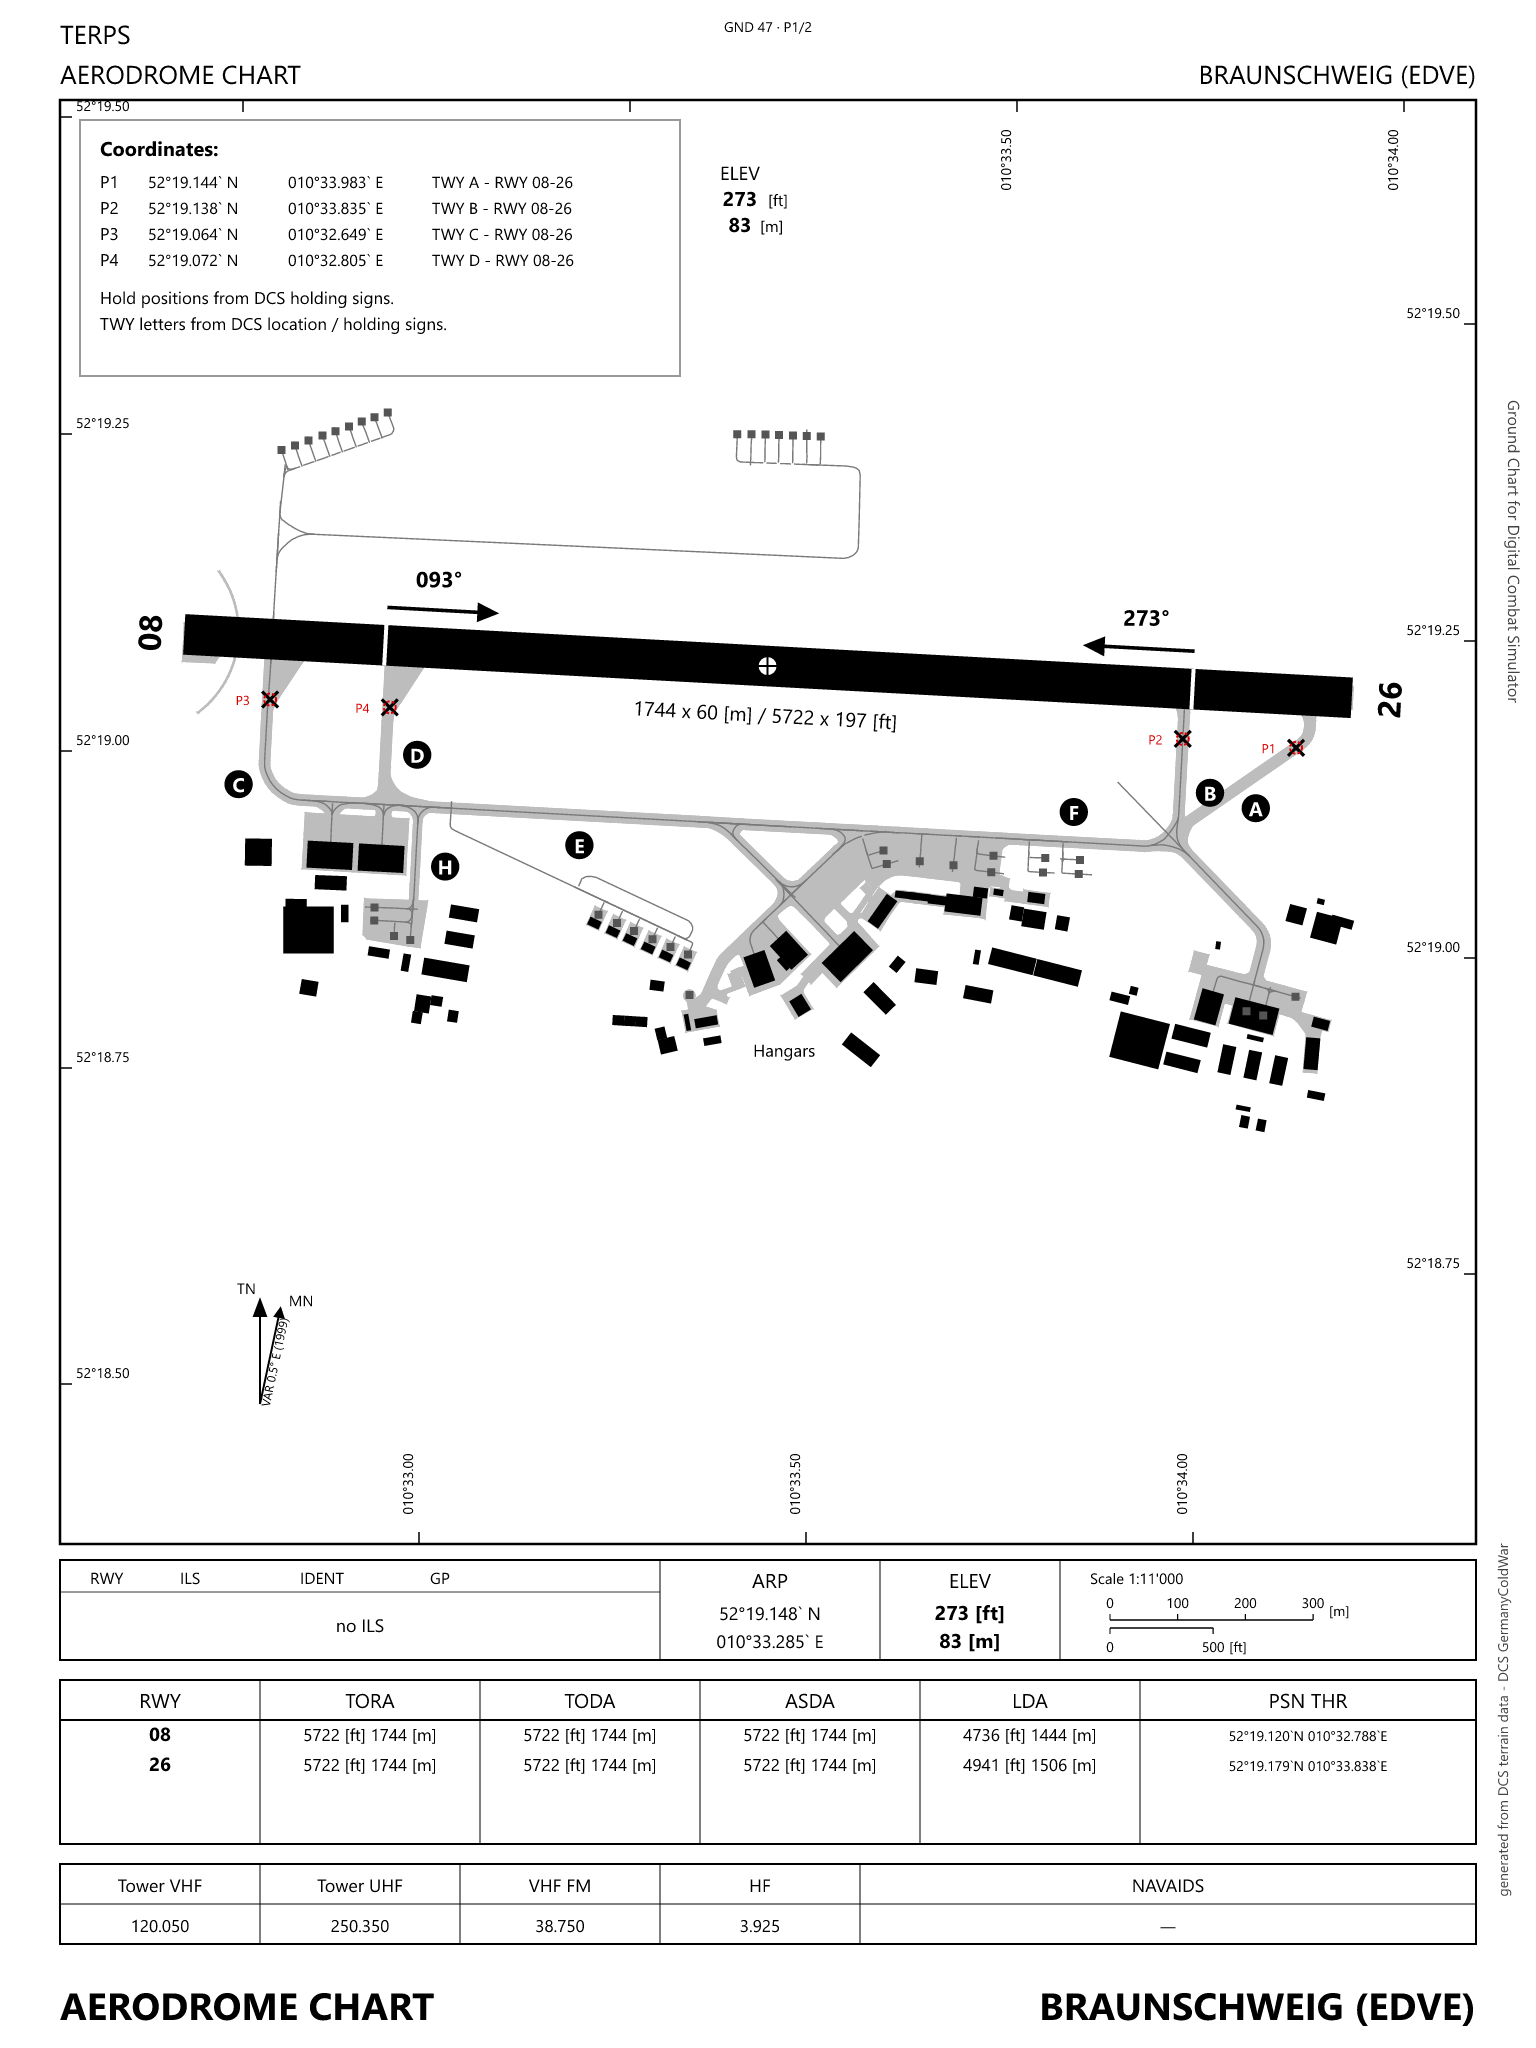 TERPS
GND 47 · P1/2
AERODROME CHART
BRAUNSCHWEIG (EDVE)
52°19.50
010°33.50
010°34.00
Coordinates:
P1 52°19.144` N 010°33.983` E TWY A - RWY 08-26
P2 52°19.138` N 010°33.835` E TWY B - RWY 08-26
P3 52°19.064` N 010°32.649` E TWY C - RWY 08-26
P4 52°19.072` N 010°32.805` E TWY D - RWY 08-26
Hold positions from DCS holding signs.
TWY letters from DCS location / holding signs.
ELEV
273 [ft]
83 [m]
52°19.50
52°19.25
Ground Chart for Digital Combat Simulator
093°
08
273°
52°19.25
26
P3
P4
1744 x 60 [m] / 5722 x 197 [ft]
P2
P1
52°19.00
D
C
B
A
F
E
H
52°19.00
Hangars
52°18.75
52°18.75
TN
MN
VAR 0.5° E (1999)
52°18.50
010°33.00
010°33.50
010°34.00
RWY ILS IDENT GP
no ILS
ARP
52°19.148` N
010°33.285` E
ELEV
273 [ft]
83 [m]
Scale 1:11'000
0 100 200 300 [m]
0 500 [ft]
RWY TORA TODA ASDA LDA PSN THR
08 5722 [ft] 1744 [m] 5722 [ft] 1744 [m] 5722 [ft] 1744 [m] 4736 [ft] 1444 [m] 52°19.120`N 010°32.788`E
26 5722 [ft] 1744 [m] 5722 [ft] 1744 [m] 5722 [ft] 1744 [m] 4941 [ft] 1506 [m] 52°19.179`N 010°33.838`E
generated from DCS terrain data - DCS GermanyColdWar
Tower VHF Tower UHF VHF FM HF NAVAIDS
120.050 250.350 38.750 3.925 —
AERODROME CHART
BRAUNSCHWEIG (EDVE)